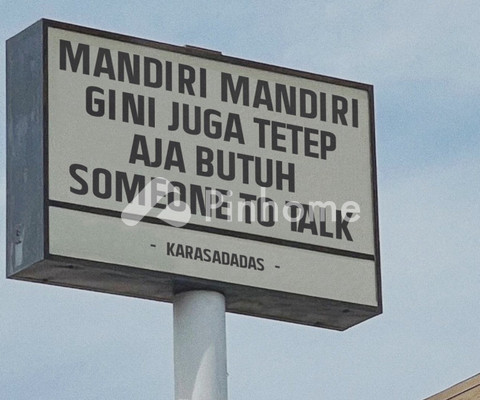 MANDIRI MANDIRI
GINI JUGA TETEP
AJA BUTUH
SOMEONE TO TALK
- KARASADADAS -
Pinhome